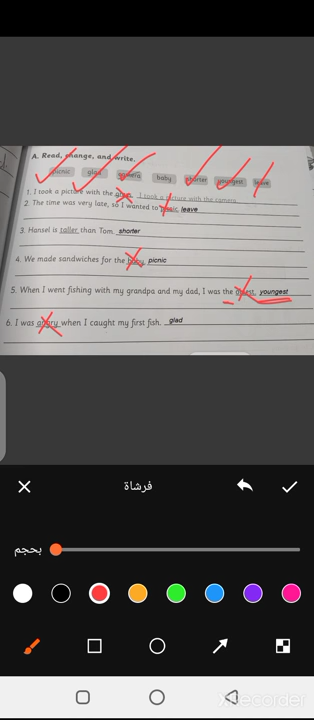 A. Read, change, and write.
picnic glad camera baby shorter youngest leave
1. I took a picture with the I took a picture with the camera.
2. The time was very late, so I wanted to leave
3. Hansel is taller than Tom. shorter
4. We made sandwiches for the picnic
5. When I went fishing with my grandpa and my dad, I was the youngest
6. I was angry when I caught my first fish. glad
فرشاة
بحجم
XRecorder